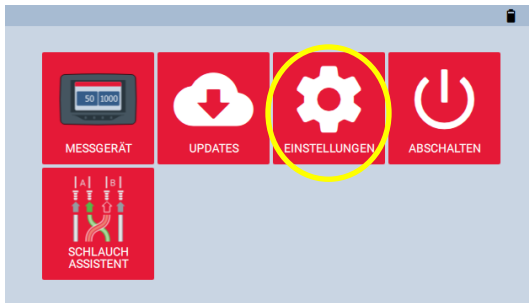 50 1000
MESSGERÄT
UPDATES
EINSTELLUNGEN
ABSCHALTEN
A B
SCHLAUCH
ASSISTENT